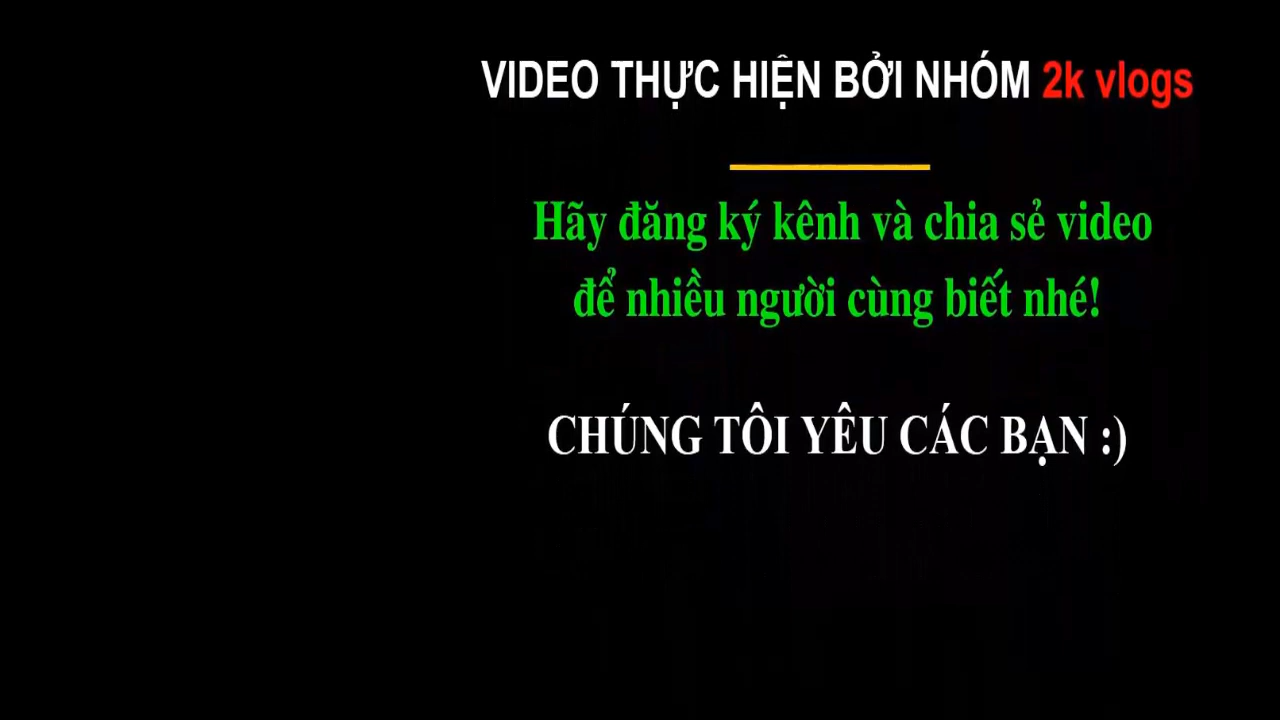 VIDEO THỰC HIỆN BỞI NHÓM 2k vlogs
Hãy đăng ký kênh và chia sẻ video
để nhiều người cùng biết nhé!
CHÚNG TÔI YÊU CÁC BẠN :)